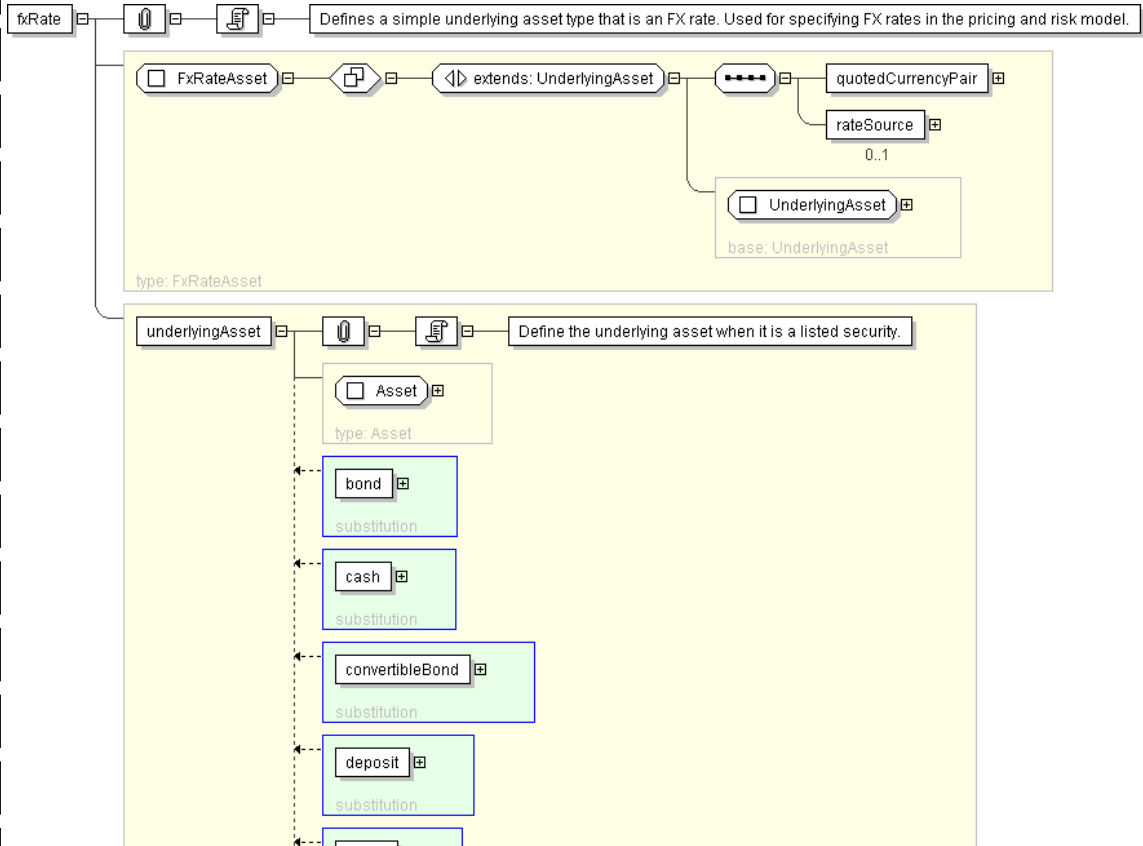 fxRate
Defines a simple underlying asset type that is an FX rate. Used for specifying FX rates in the pricing and risk model.
FxRateAsset
extends: UnderlyingAsset
quotedCurrencyPair
rateSource
0..1
UnderlyingAsset
base: UnderlyingAsset
type: FxRateAsset
underlyingAsset
Define the underlying asset when it is a listed security.
Asset
type: Asset
bond
substitution
cash
substitution
convertibleBond
substitution
deposit
substitution